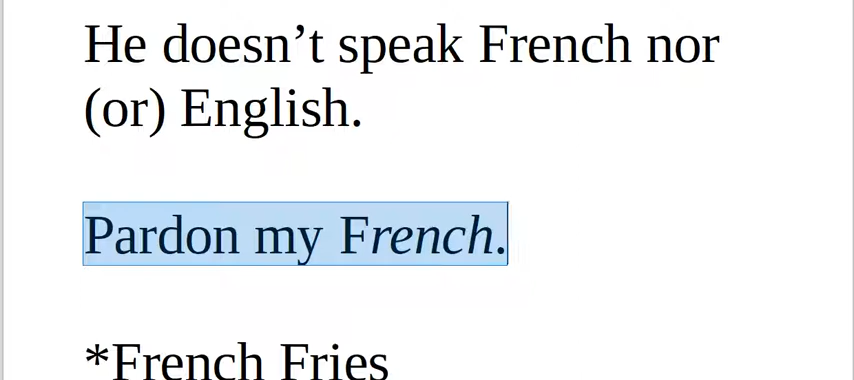 He doesn’t speak French nor
(or) English.
Pardon my French.
*French Fries